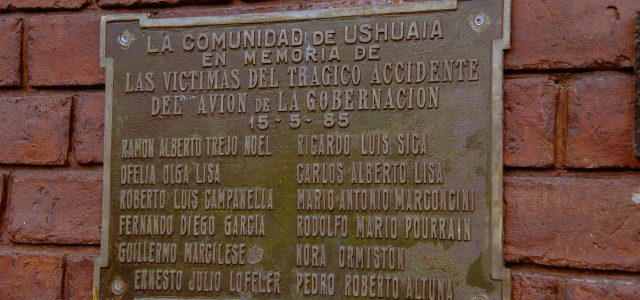 LA COMUNIDAD DE USHUAIA
EN MEMORIA DE
LAS VICTIMAS DEL TRAGICO ACCIDENTE
DEL AVION DE LA GOBERNACION
15-5-85
RAMON ALBERTO TREJO NOEL RICARDO LUIS SICA
OFELIA OLGA LISA CARLOS ALBERTO LISA
ROBERTO LUIS CAMPANELLA MARIO ANTONIO MARCONCINI
FERNANDO DIEGO GARCIA RODOLFO MARIO POURRAIN
GUILLERMO MARGILESE NORA ORMISTON
ERNESTO JULIO LOFFLER PEDRO ROBERTO ALTUNA